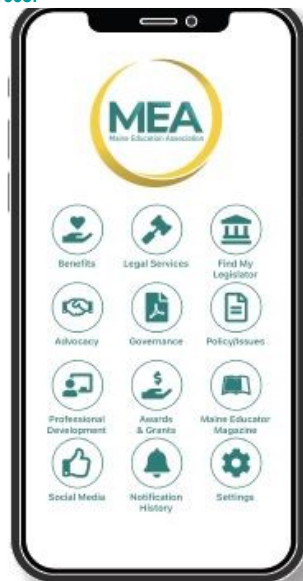 MEA
Maine Education Association
Benefits
Legal Services
Find My
Legislator
Advocacy
Governance
Policy/Issues
Professional
Development
Awards
& Grants
Maine Educator
Magazine
Social Media
Notification
History
Settings